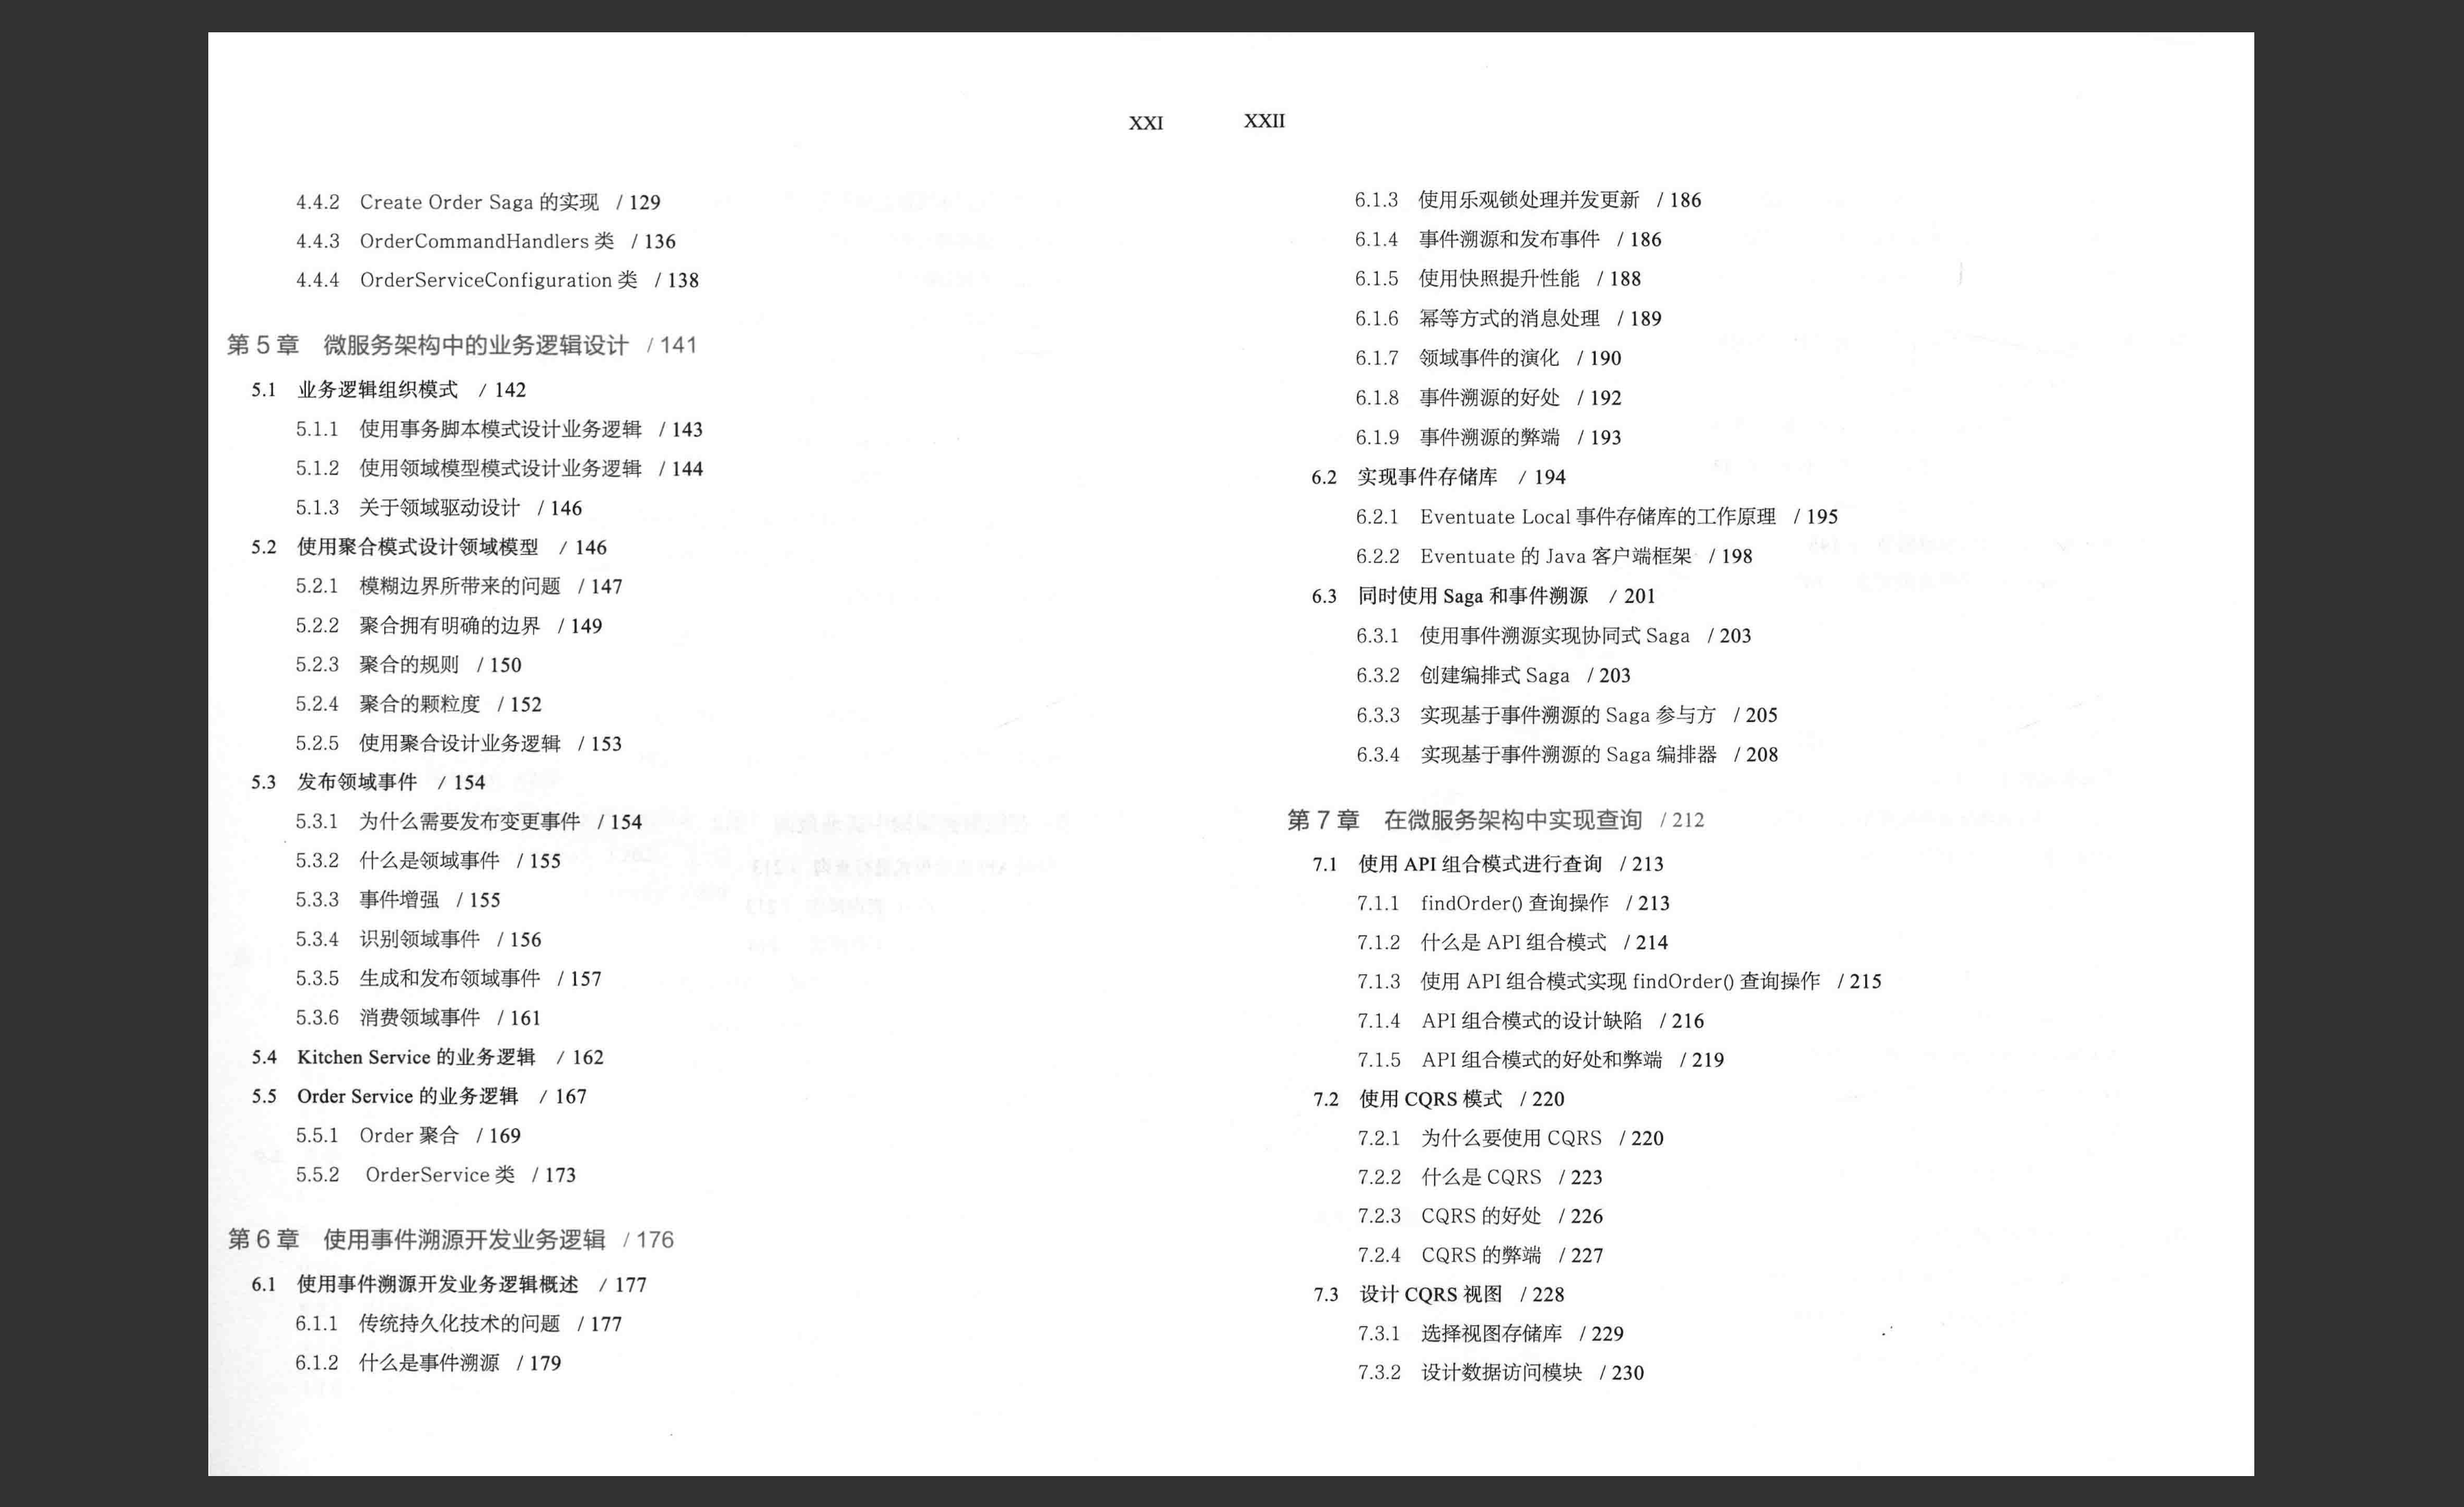 XXI
4.4.2 Create Order Saga 的实现 / 129
4.4.3 OrderCommandHandlers 类 / 136
4.4.4 OrderServiceConfiguration 类 / 138
第 5 章 微服务架构中的业务逻辑设计 / 141
5.1 业务逻辑组织模式 / 142
5.1.1 使用事务脚本模式设计业务逻辑 / 143
5.1.2 使用领域模型模式设计业务逻辑 / 144
5.1.3 关于领域驱动设计 / 146
5.2 使用聚合模式设计领域模型 / 146
5.2.1 模糊边界所带来的问题 / 147
5.2.2 聚合拥有明确的边界 / 149
5.2.3 聚合的规则 / 150
5.2.4 聚合的颗粒度 / 152
5.2.5 使用聚合设计业务逻辑 / 153
5.3 发布领域事件 / 154
5.3.1 为什么需要发布变更事件 / 154
5.3.2 什么是领域事件 / 155
5.3.3 事件增强 / 155
5.3.4 识别领域事件 / 156
5.3.5 生成和发布领域事件 / 157
5.3.6 消费领域事件 / 161
5.4 Kitchen Service 的业务逻辑 / 162
5.5 Order Service 的业务逻辑 / 167
5.5.1 Order 聚合 / 169
5.5.2 OrderService 类 / 173
第 6 章 使用事件溯源开发业务逻辑 / 176
6.1 使用事件溯源开发业务逻辑概述 / 177
6.1.1 传统持久化技术的问题 / 177
6.1.2 什么是事件溯源 / 179
XXII
6.1.3 使用乐观锁处理并发更新 / 186
6.1.4 事件溯源和发布事件 / 186
6.1.5 使用快照提升性能 / 188
6.1.6 幂等方式的消息处理 / 189
6.1.7 领域事件的演化 / 190
6.1.8 事件溯源的好处 / 192
6.1.9 事件溯源的弊端 / 193
6.2 实现事件存储库 / 194
6.2.1 Eventuate Local 事件存储库的工作原理 / 195
6.2.2 Eventuate 的 Java 客户端框架 / 198
6.3 同时使用 Saga 和事件溯源 / 201
6.3.1 使用事件溯源实现协同式 Saga / 203
6.3.2 创建编排式 Saga / 203
6.3.3 实现基于事件溯源的 Saga 参与方 / 205
6.3.4 实现基于事件溯源的 Saga 编排器 / 208
第 7 章 在微服务架构中实现查询 / 212
7.1 使用 API 组合模式进行查询 / 213
7.1.1 findOrder() 查询操作 / 213
7.1.2 什么是 API 组合模式 / 214
7.1.3 使用 API 组合模式实现 findOrder() 查询操作 / 215
7.1.4 API 组合模式的设计缺陷 / 216
7.1.5 API 组合模式的好处和弊端 / 219
7.2 使用 CQRS 模式 / 220
7.2.1 为什么要使用 CQRS / 220
7.2.2 什么是 CQRS / 223
7.2.3 CQRS 的好处 / 226
7.2.4 CQRS 的弊端 / 227
7.3 设计 CQRS 视图 / 228
7.3.1 选择视图存储库 / 229
7.3.2 设计数据访问模块 / 230